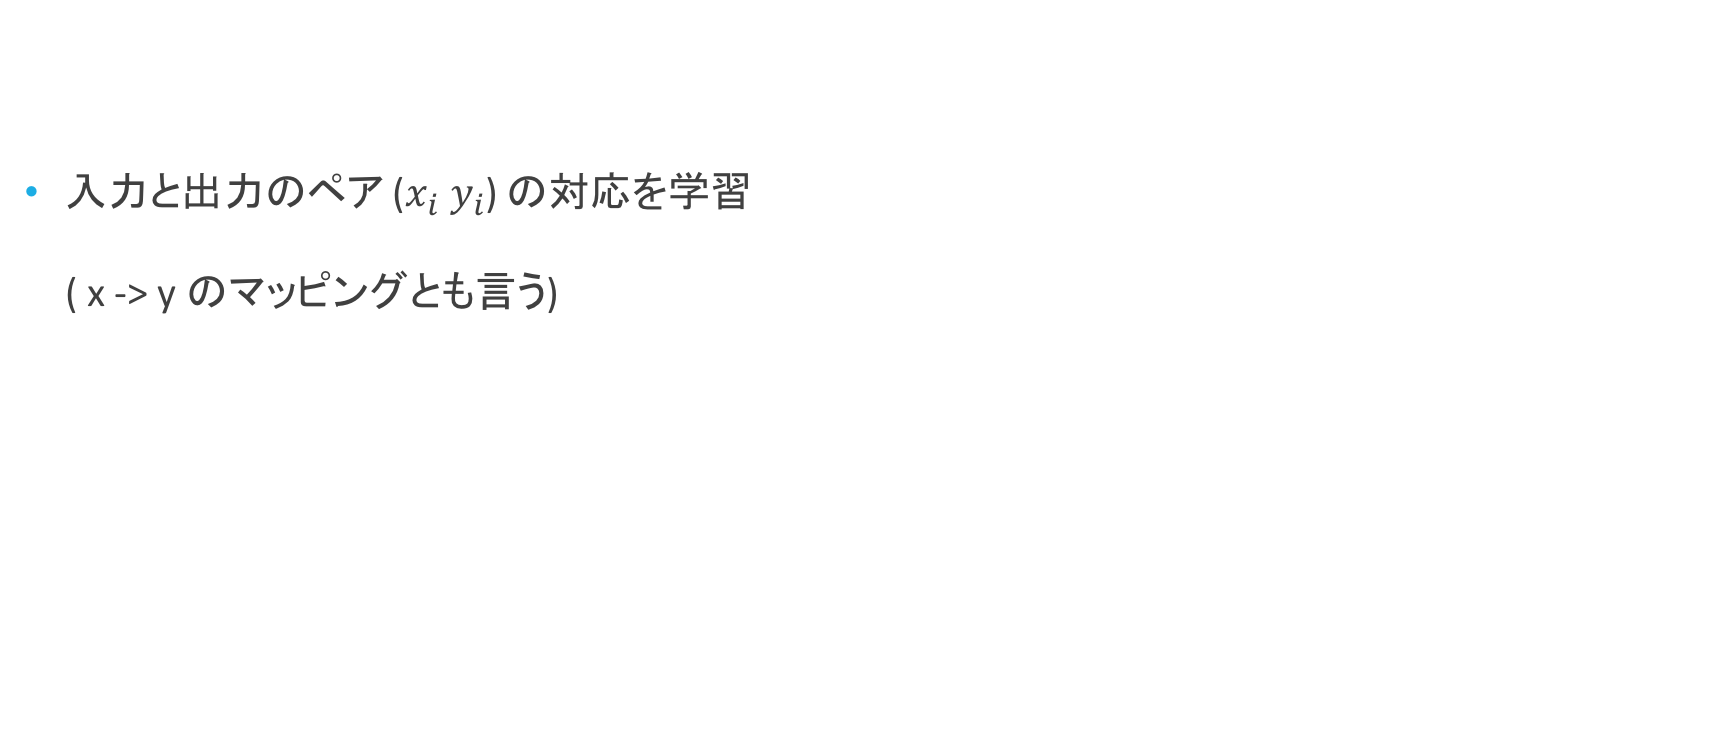 • 入力と出力のペア (𝑥ᵢ 𝑦ᵢ) の対応を学習
( x -> y のマッピングとも言う)